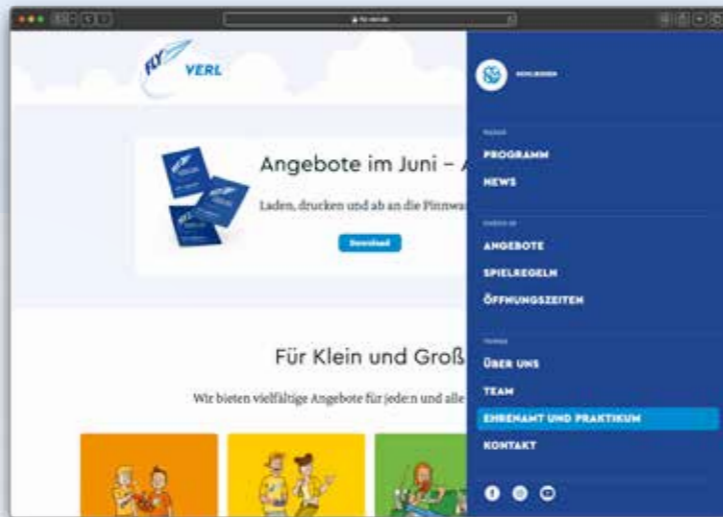 FLY
VERL
Angebote im Juni –
Laden, drucken und ab an die Pinnwa
Download
Für Klein und Groß
Wir bieten vielfältige Angebote für jede:n und alle
PROGRAMM
NEWS
ANGEBOTE
SPIELREGELN
ÖFFNUNGSZEITEN
ÜBER UNS
TEAM
EHRENAMT UND PRAKTIKUM
KONTAKT